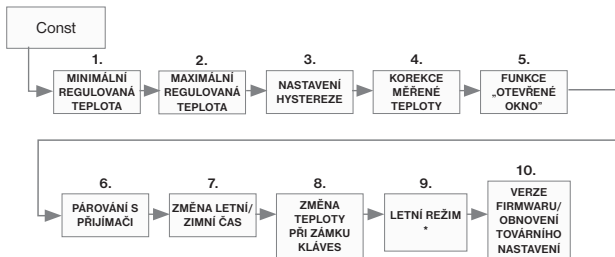 Const
1.
MINIMÁLNÍ
REGULOVANÁ
TEPLOTA
2.
MAXIMÁLNÍ
REGULOVANÁ
TEPLOTA
3.
NASTAVENÍ
HYSTEREZE
4.
KOREKCE
MĚŘENÉ
TEPLOTY
5.
FUNKCE
„OTEVŘENÉ
OKNO”
6.
PÁROVÁNÍ S
PŘIJÍMAČI
7.
ZMĚNA LETNÍ/
ZIMNÍ ČAS
8.
ZMĚNA
TEPLOTY
PŘI ZÁMKU
KLÁVES
9.
LETNÍ REŽIM
*
10.
VERZE
FIRMWARU/
OBNOVENÍ
TOVÁRNÍHO
NASTAVENÍ